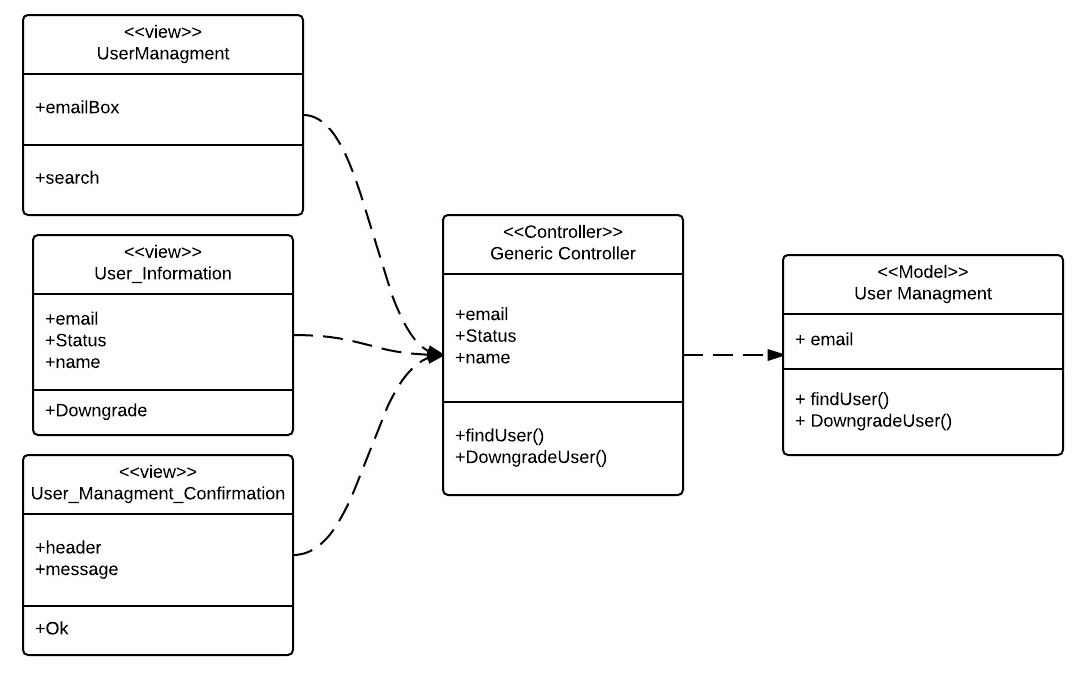 <<view>>
UserManagment
+emailBox
+search
<<view>>
User_Information
+email
+Status
+name
+Downgrade
<<view>>
User_Managment_Confirmation
+header
+message
+Ok
<<Controller>>
Generic Controller
+email
+Status
+name
+findUser()
+DowngradeUser()
<<Model>>
User Managment
+ email
+ findUser()
+ DowngradeUser()